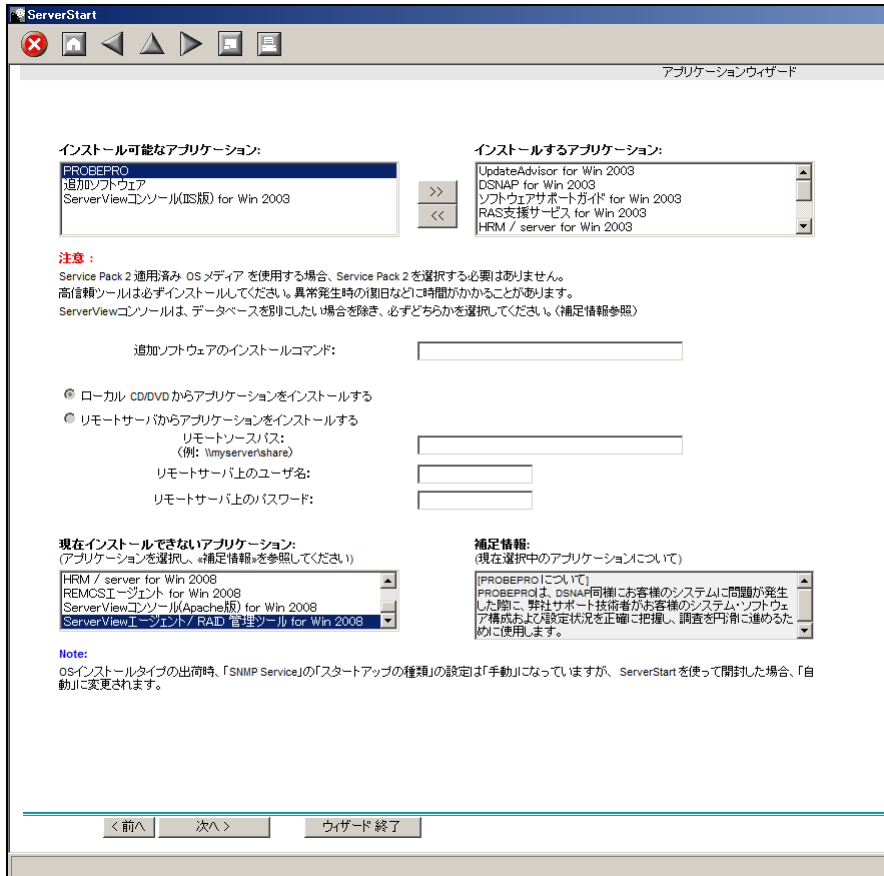 ServerStart
アプリケーションウィザード
インストール可能なアプリケーション:
インストールするアプリケーション:
PROBEPRO
追加ソフトウェア
ServerViewコンソール(IIS版) for Win 2003
>>
<<
UpdateAdvisor for Win 2003
DSNAP for Win 2003
ソフトウェアサポートガイド for Win 2003
RAS支援サービス for Win 2003
HRM / server for Win 2003
注意：
Service Pack 2 適用済み OS メディア を使用する場合、Service Pack 2 を選択する必要はありません。
高信頼ツールは必ずインストールしてください。異常発生時の復旧などに時間がかかることがあります。
ServerViewコンソールは、データベースを別にしたい場合を除き、必ずどちらかを選択してください。（補足情報参照）
追加ソフトウェアのインストールコマンド:
ローカル CD/DVD からアプリケーションをインストールする
リモートサーバからアプリケーションをインストールする
リモートソースパス:
(例: \\myserver\share)
リモートサーバ上のユーザ名:
リモートサーバ上のパスワード:
現在インストールできないアプリケーション:
(アプリケーションを選択し、«補足情報»を参照してください)
補足情報:
(現在選択中のアプリケーションについて)
HRM / server for Win 2008
REMCSエージェント for Win 2008
ServerViewコンソール(Apache版) for Win 2008
ServerViewエージェント/ RAID 管理ツール for Win 2008
[PROBEPROについて]
PROBEPROは、DSNAP同様にお客様のシステムに問題が発生
した際に、弊社サポート技術者がお客様のシステム・ソフトウェ
ア構成および設定状況を正確に把握し、調査を円滑に進めるた
めに使用します。
Note:
OSインストールタイプの出荷時、「SNMP Service」の「スタートアップの種類」の設定は「手動」になっていますが、 ServerStart を使って開封した場合、「自
動」に変更されます。
< 前へ
次へ >
ウィザード 終了